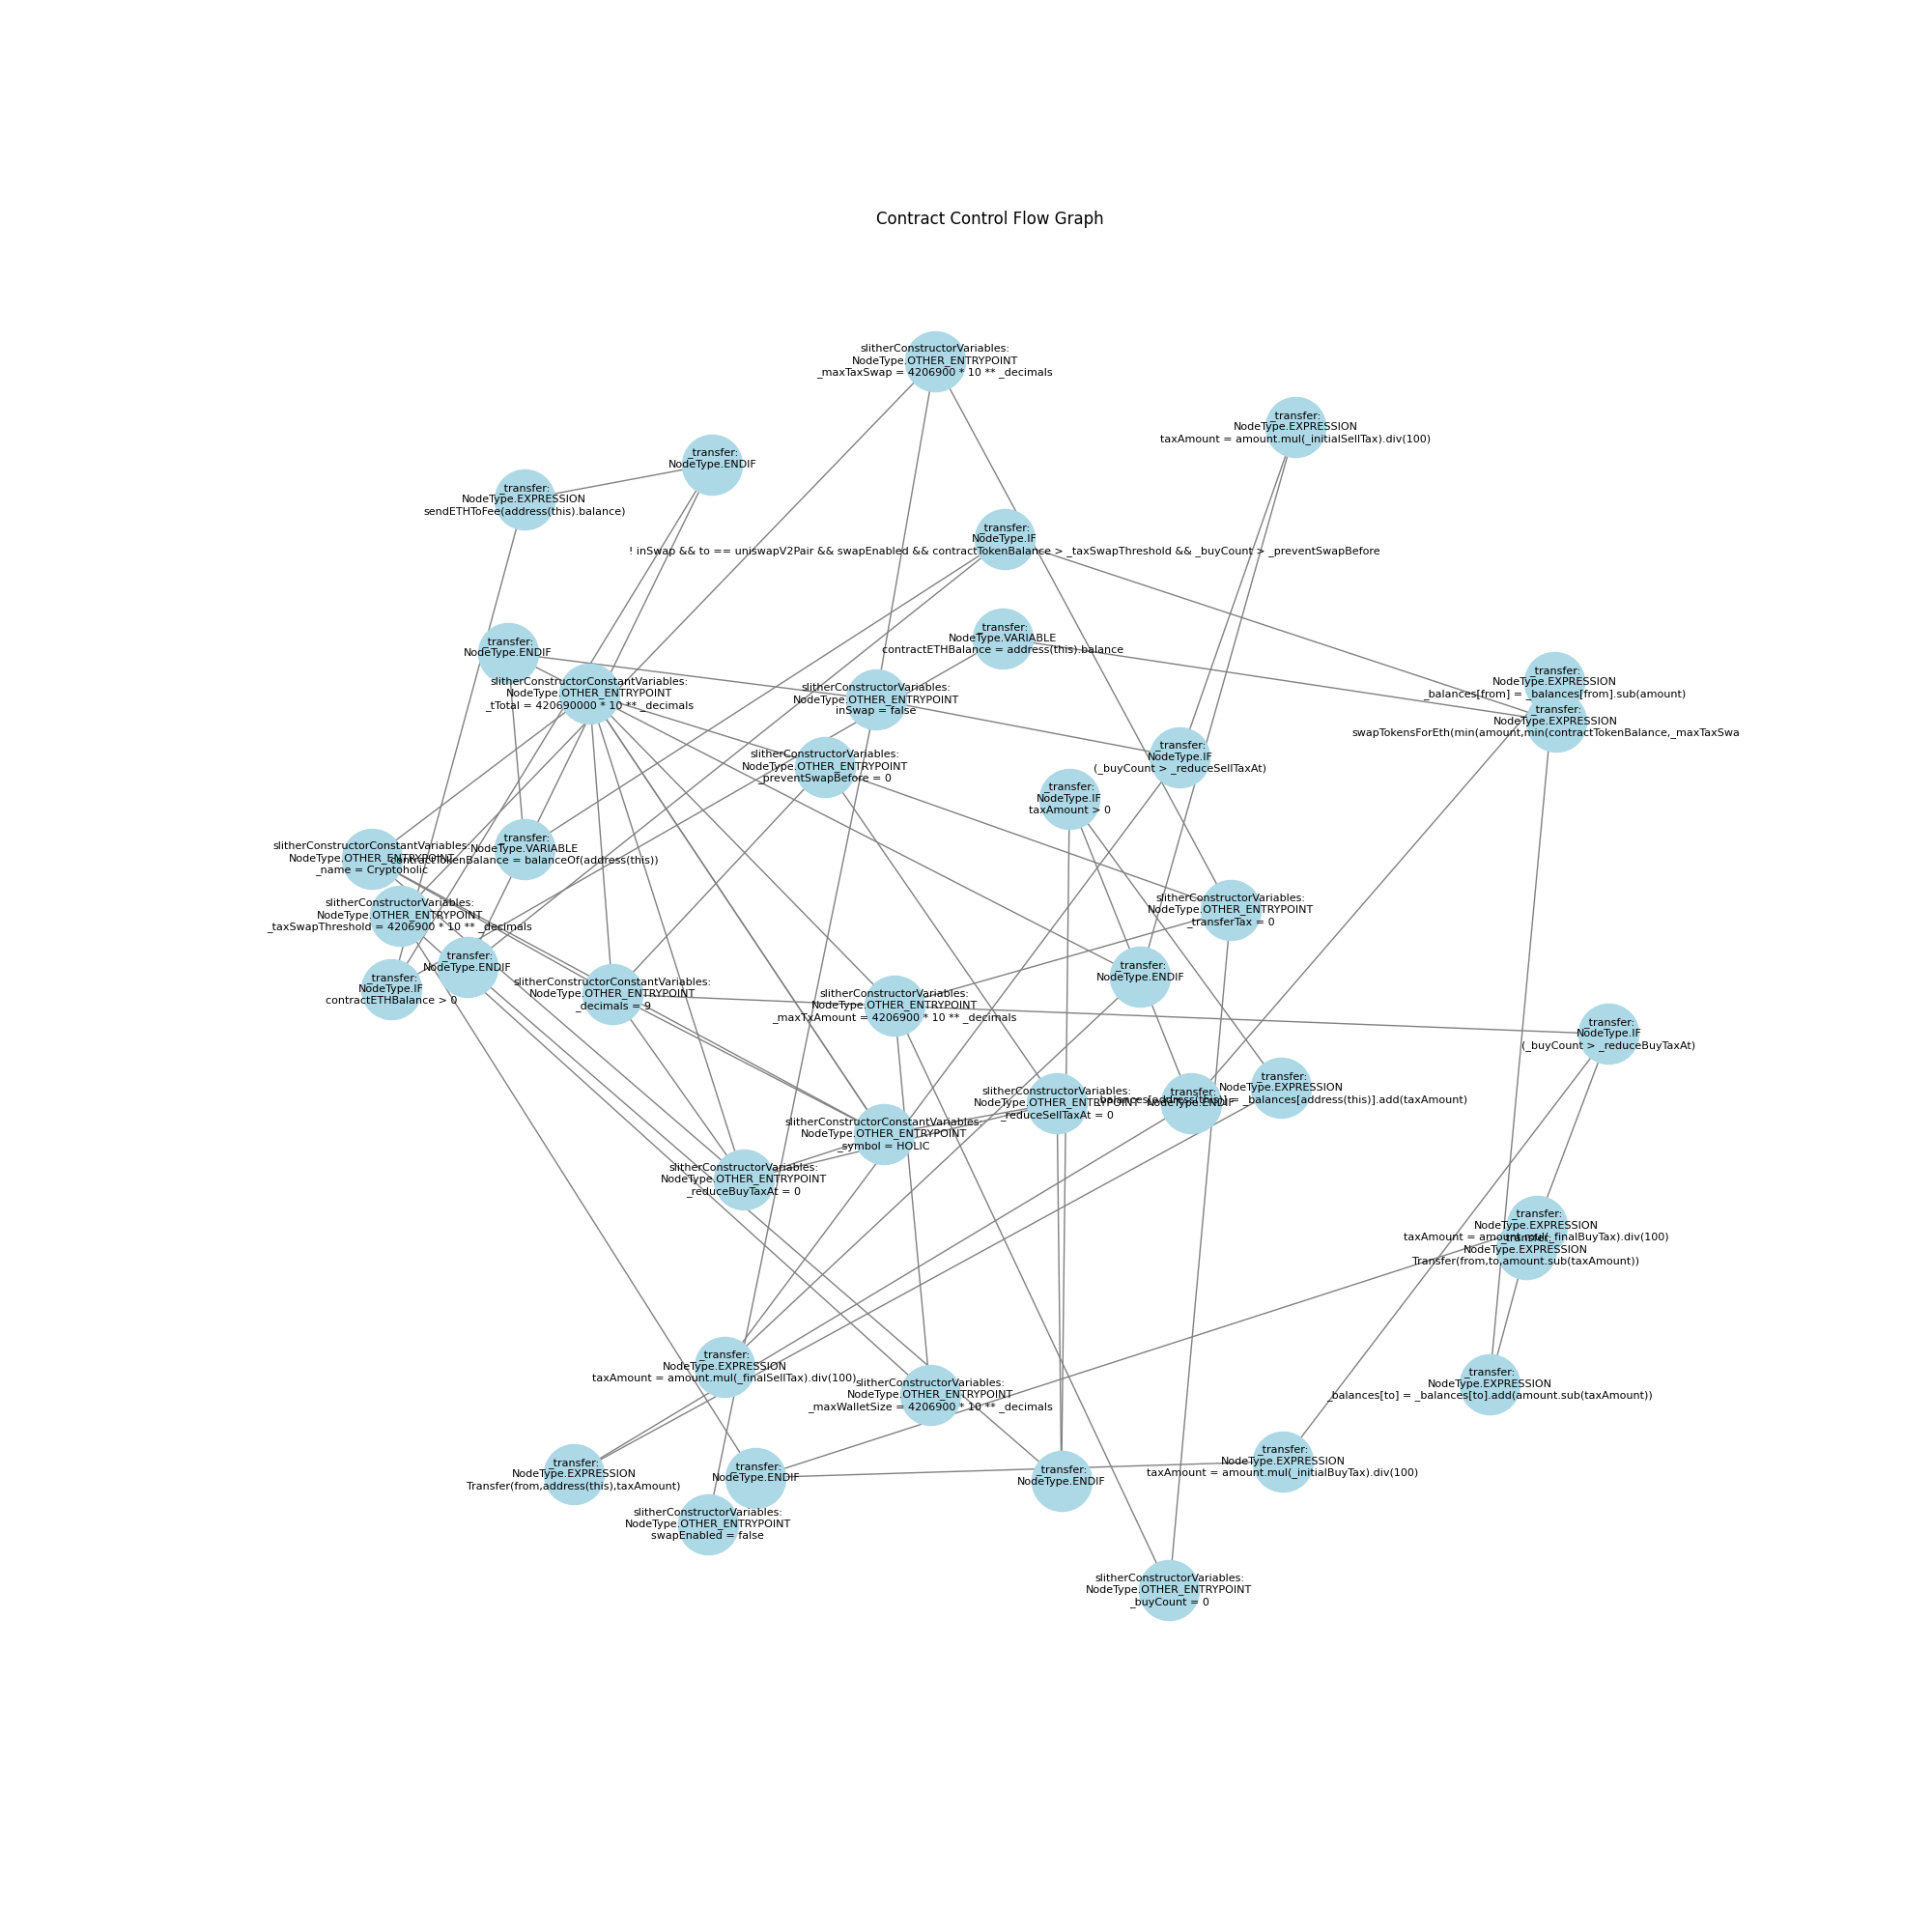 Contract Control Flow Graph
slitherConstructorVariables:
NodeType.OTHER_ENTRYPOINT
_maxTaxSwap = 4206900 * 10 ** _decimals
_transfer:
NodeType.EXPRESSION
taxAmount = amount.mul(_initialSellTax).div(100)
_transfer:
NodeType.ENDIF
_transfer:
NodeType.EXPRESSION
sendETHToFee(address(this).balance)
_transfer:
NodeType.IF
! inSwap && to == uniswapV2Pair && swapEnabled && contractTokenBalance > _taxSwapThreshold && _buyCount > _preventSwapBefore
_transfer:
NodeType.VARIABLE
contractETHBalance = address(this).balance
_transfer:
NodeType.ENDIF
slitherConstructorConstantVariables:
NodeType.OTHER_ENTRYPOINT
_tTotal = 420690000 * 10 ** _decimals
slitherConstructorVariables:
NodeType.OTHER_ENTRYPOINT
inSwap = false
_transfer:
NodeType.EXPRESSION
_balances[from] = _balances[from].sub(amount)
_transfer:
NodeType.EXPRESSION
swapTokensForEth(min(amount,min(contractTokenBalance,_maxTaxSwa
slitherConstructorVariables:
NodeType.OTHER_ENTRYPOINT
_preventSwapBefore = 0
_transfer:
NodeType.IF
(_buyCount > _reduceSellTaxAt)
_transfer:
NodeType.IF
taxAmount > 0
slitherConstructorConstantVariables:
NodeType.OTHER_ENTRYPOINT
_name = Cryptoholic
_transfer:
NodeType.VARIABLE
contractTokenBalance = balanceOf(address(this))
slitherConstructorVariables:
NodeType.OTHER_ENTRYPOINT
_taxSwapThreshold = 4206900 * 10 ** _decimals
slitherConstructorVariables:
NodeType.OTHER_ENTRYPOINT
_transferTax = 0
_transfer:
NodeType.ENDIF
_transfer:
NodeType.IF
contractETHBalance > 0
slitherConstructorConstantVariables:
NodeType.OTHER_ENTRYPOINT
_decimals = 9
slitherConstructorVariables:
NodeType.OTHER_ENTRYPOINT
_maxTxAmount = 4206900 * 10 ** _decimals
_transfer:
NodeType.ENDIF
_transfer:
NodeType.IF
(_buyCount > _reduceBuyTaxAt)
slitherConstructorVariables:
NodeType.OTHER_ENTRYPOINT
_reduceSellTaxAt = 0
_transfer:
NodeType.ENDIF
_transfer:
NodeType.EXPRESSION
_balances[address(this)] = _balances[address(this)].add(taxAmount)
slitherConstructorConstantVariables:
NodeType.OTHER_ENTRYPOINT
_symbol = HOLIC
slitherConstructorVariables:
NodeType.OTHER_ENTRYPOINT
_reduceBuyTaxAt = 0
_transfer:
NodeType.EXPRESSION
taxAmount = amount.mul(_finalBuyTax).div(100)
_transfer:
NodeType.EXPRESSION
Transfer(from,to,amount.sub(taxAmount))
_transfer:
NodeType.EXPRESSION
taxAmount = amount.mul(_finalSellTax).div(100)
slitherConstructorVariables:
NodeType.OTHER_ENTRYPOINT
_maxWalletSize = 4206900 * 10 ** _decimals
_transfer:
NodeType.EXPRESSION
_balances[to] = _balances[to].add(amount.sub(taxAmount))
_transfer:
NodeType.EXPRESSION
Transfer(from,address(this),taxAmount)
_transfer:
NodeType.ENDIF
_transfer:
NodeType.ENDIF
_transfer:
NodeType.EXPRESSION
taxAmount = amount.mul(_initialBuyTax).div(100)
slitherConstructorVariables:
NodeType.OTHER_ENTRYPOINT
swapEnabled = false
slitherConstructorVariables:
NodeType.OTHER_ENTRYPOINT
_buyCount = 0